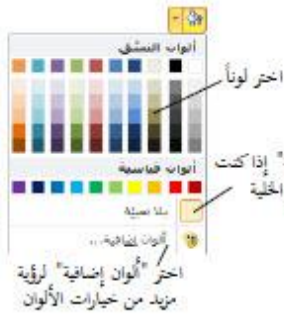 ألوان النسق
اختر لوناً
" إذا كنت
الخلية
ألوان قياسية
بلا تعبئة
ألوان إضافية...
اختر "ألوان إضافية" لرؤية
مزيد من خيارات الألوان